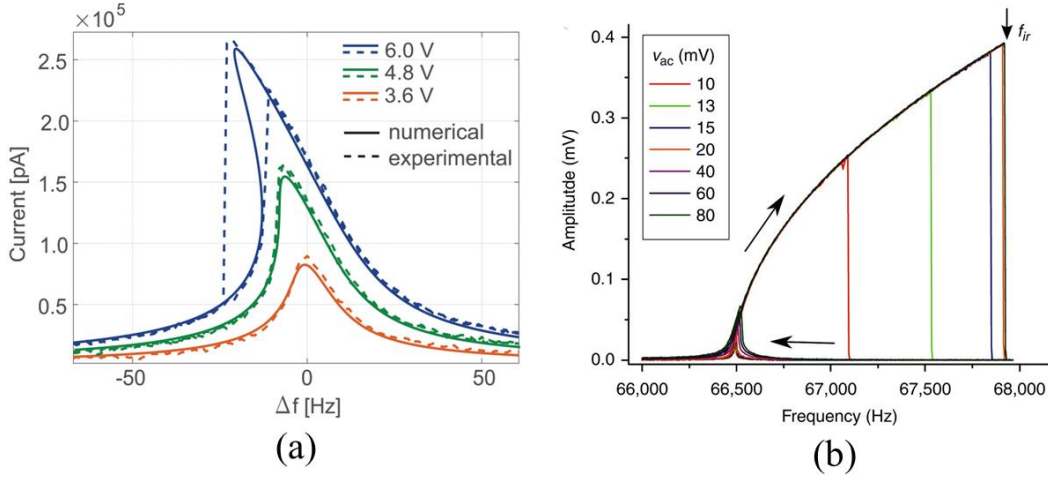 ×10⁵
2.5
2.0
1.5
1.0
0.5
Current [pA]
6.0 V
4.8 V
3.6 V
numerical
experimental
-50
0
50
Δf [Hz]
(a)
0.4
0.3
0.2
0.1
0.0
Amplitutde (mV)
v_ac (mV)
10
13
15
20
40
60
80
f_ir
66,000
66,500
67,000
67,500
68,000
Frequency (Hz)
(b)